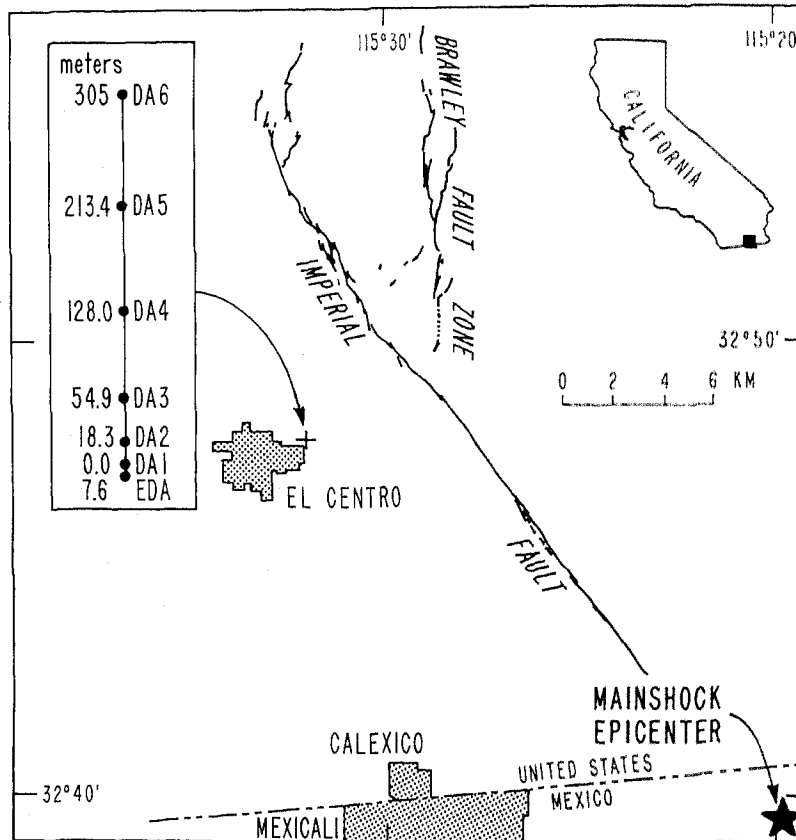 115°30'
115°20'
meters
305 DA6
213.4 DA5
128.0 DA4
54.9 DA3
18.3 DA2
0.0 DA1
7.6 EDA
BRAWLEY
FAULT
ZONE
CALIFORNIA
IMPERIAL
FAULT
32°50'
0 2 4 6 KM
EL CENTRO
MAINSHOCK
EPICENTER
CALEXICO
UNITED STATES
MEXICO
32°40'
MEXICALI